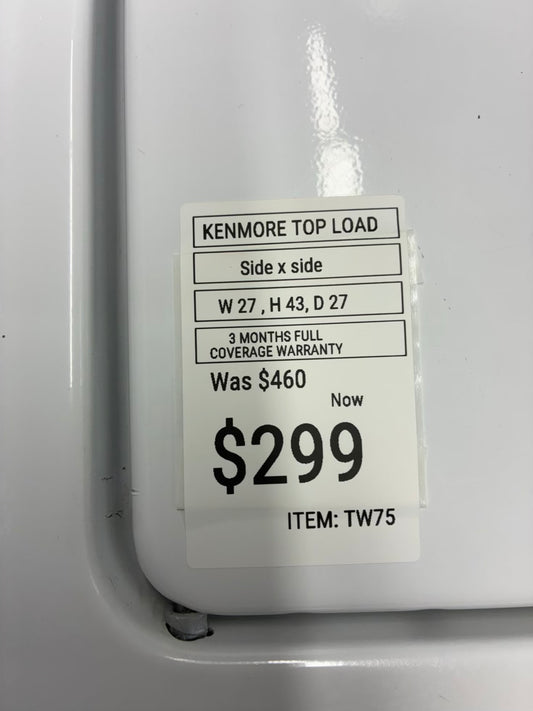 KENMORE TOP LOAD
Side x side
W 27 , H 43, D 27
3 MONTHS FULL
COVERAGE WARRANTY
Was $460
Now
$299
ITEM: TW75